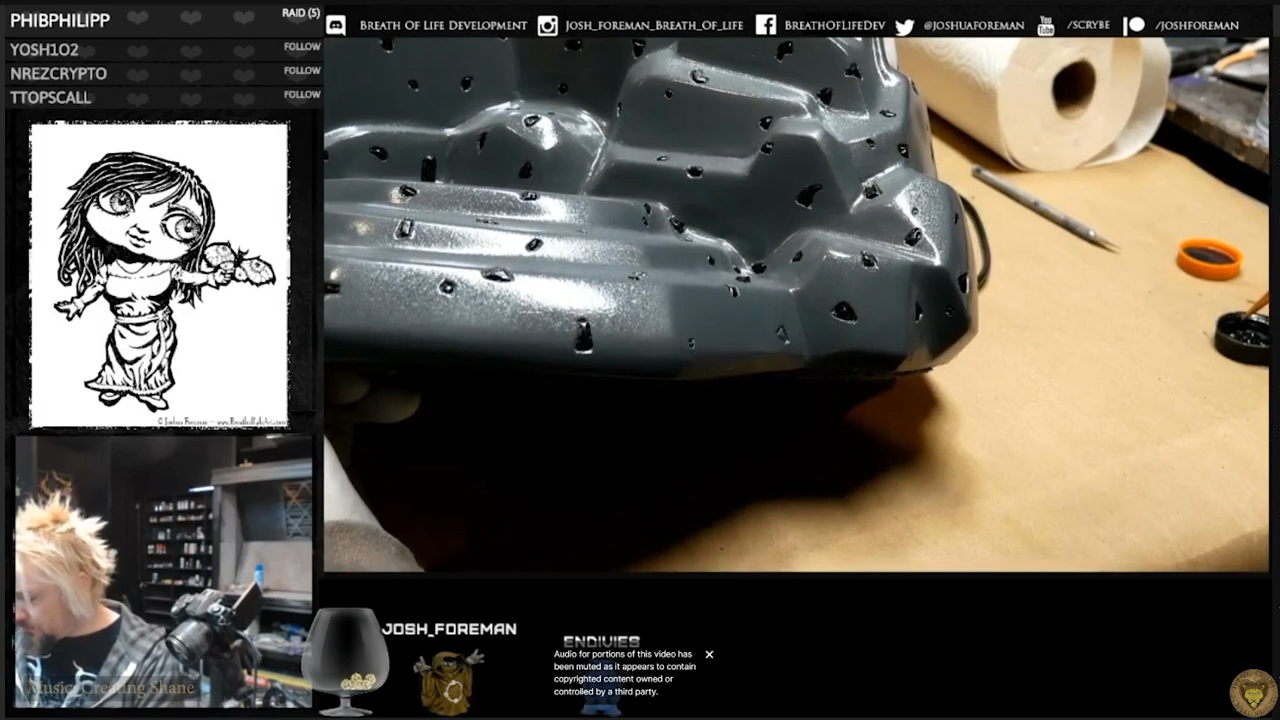 PHIBPHILIPP RAID (5)
YOSH1O2 FOLLOW
NREZCRYPTO FOLLOW
TTOPSCALL FOLLOW
BREATH OF LIFE DEVELOPMENT JOSH_FOREMAN_BREATH_OF_LIFE BREATHOFLIFEDEV @JOSHUAFOREMAN You Tube /SCRYBE /JOSHFOREMAN
Music: Creating Shane
JOSH_FOREMAN
ENDIVIES
Audio for portions of this video has
been muted as it appears to contain
copyrighted content owned or
controlled by a third party.